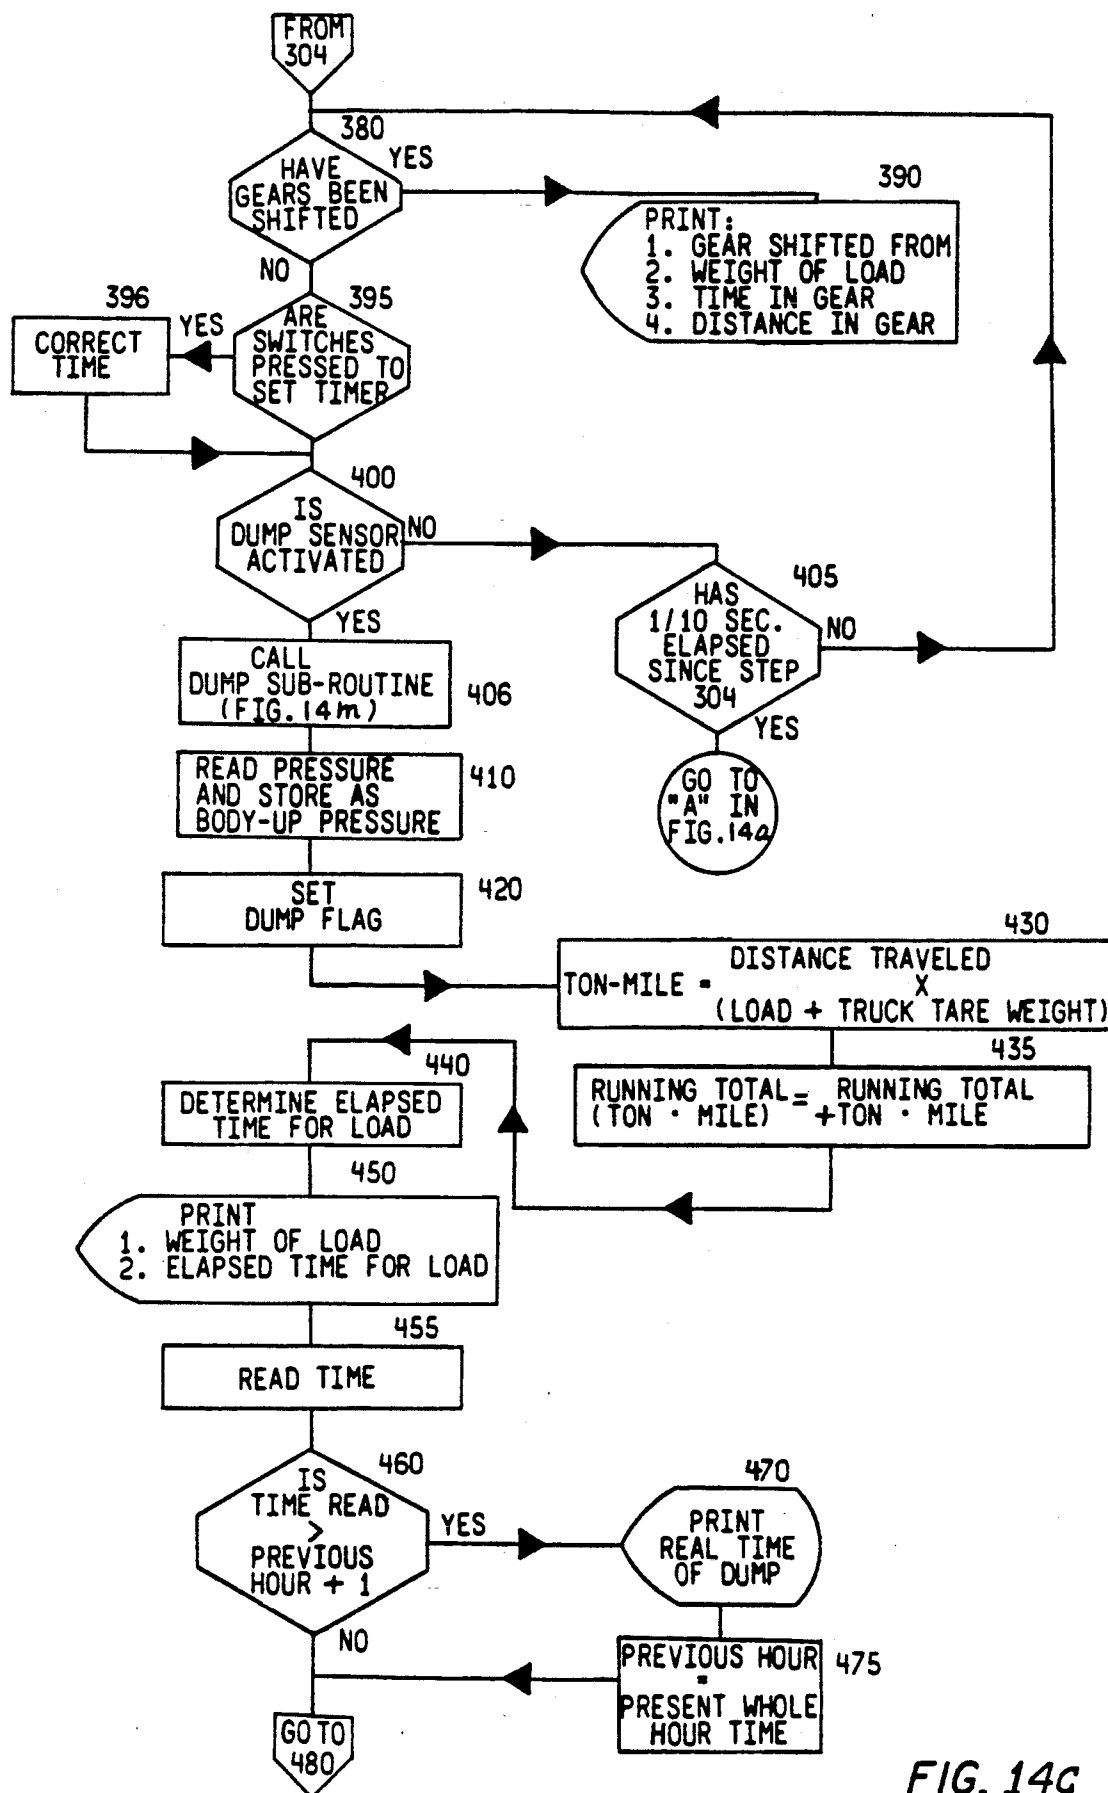 FROM
304
380
HAVE
GEARS BEEN
SHIFTED
YES
NO
390
PRINT:
1. GEAR SHIFTED FROM
2. WEIGHT OF LOAD
3. TIME IN GEAR
4. DISTANCE IN GEAR
395
ARE
SWITCHES
PRESSED TO
SET TIMER
YES
396
CORRECT
TIME
400
IS
DUMP SENSOR
ACTIVATED
NO
YES
405
HAS
1/10 SEC.
ELAPSED
SINCE STEP
304
NO
YES
GO TO
"A" IN
FIG.14a
CALL
DUMP SUB-ROUTINE
(FIG.14m)
406
READ PRESSURE
AND STORE AS
BODY-UP PRESSURE
410
SET
DUMP FLAG
420
430
DISTANCE TRAVELED
TON-MILE = X
(LOAD + TRUCK TARE WEIGHT)
435
RUNNING TOTAL = RUNNING TOTAL
(TON · MILE) +TON · MILE
440
DETERMINE ELAPSED
TIME FOR LOAD
450
PRINT
1. WEIGHT OF LOAD
2. ELAPSED TIME FOR LOAD
455
READ TIME
460
IS
TIME READ
>
PREVIOUS
HOUR + 1
YES
NO
470
PRINT
REAL TIME
OF DUMP
475
PREVIOUS HOUR
=
PRESENT WHOLE
HOUR TIME
GO TO
480
FIG. 14c